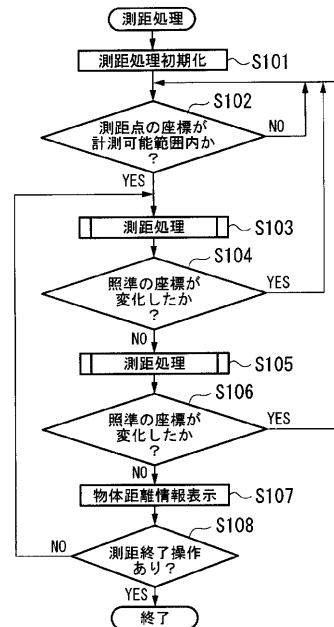 測距処理
測距処理初期化
S101
S102
測距点の座標が
計測可能範囲内か
?
NO
YES
測距処理
S103
S104
照準の座標が
変化したか
?
YES
NO
測距処理
S105
S106
照準の座標が
変化したか
?
YES
NO
物体距離情報表示
S107
S108
測距終了操作
あり?
NO
YES
終了